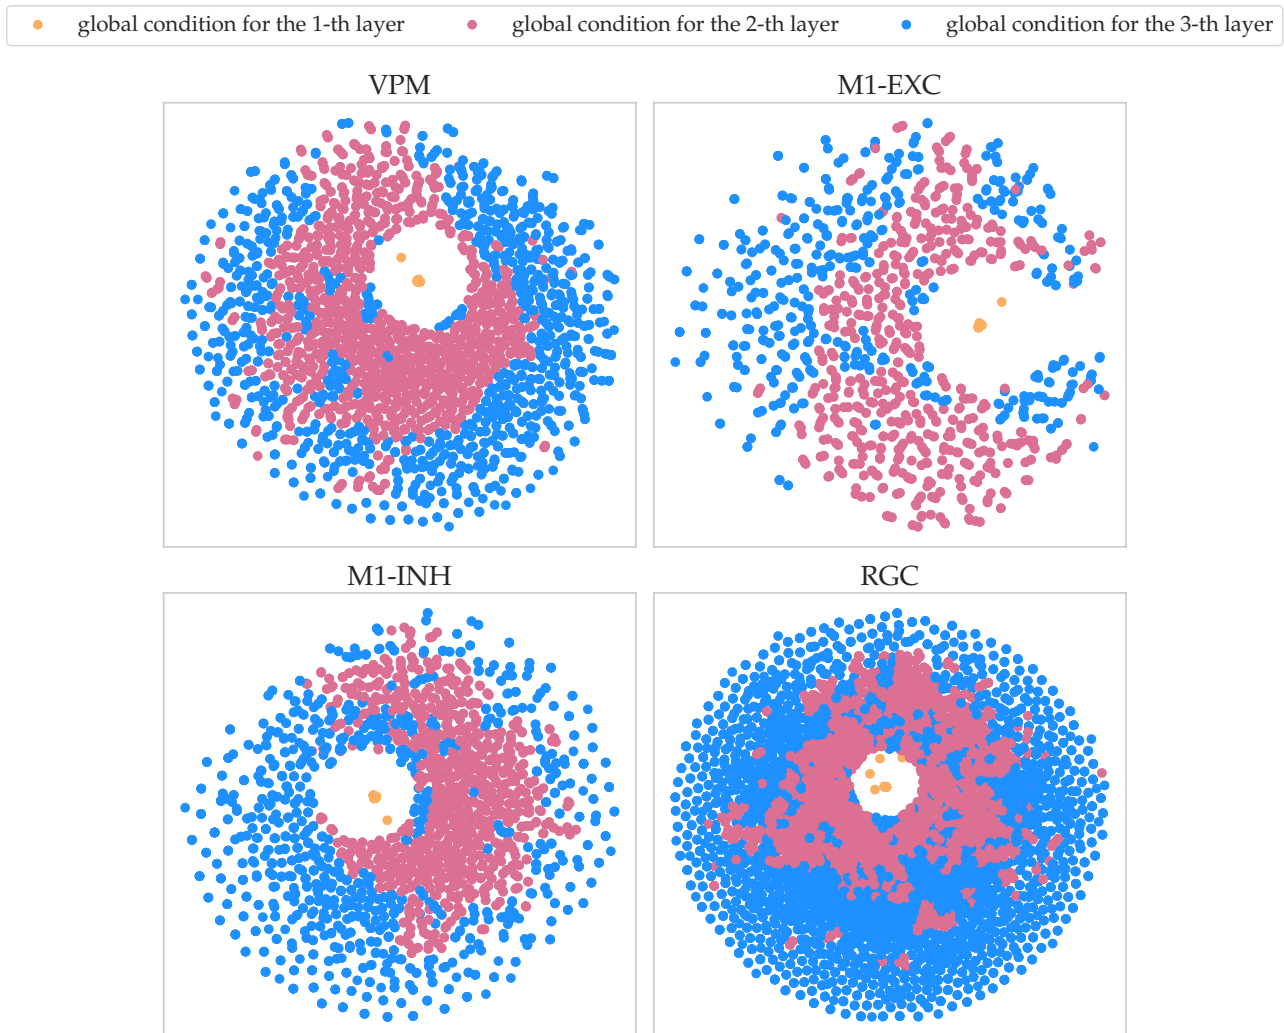 global condition for the 1-th layer global condition for the 2-th layer global condition for the 3-th layer
VPM M1-EXC
M1-INH RGC